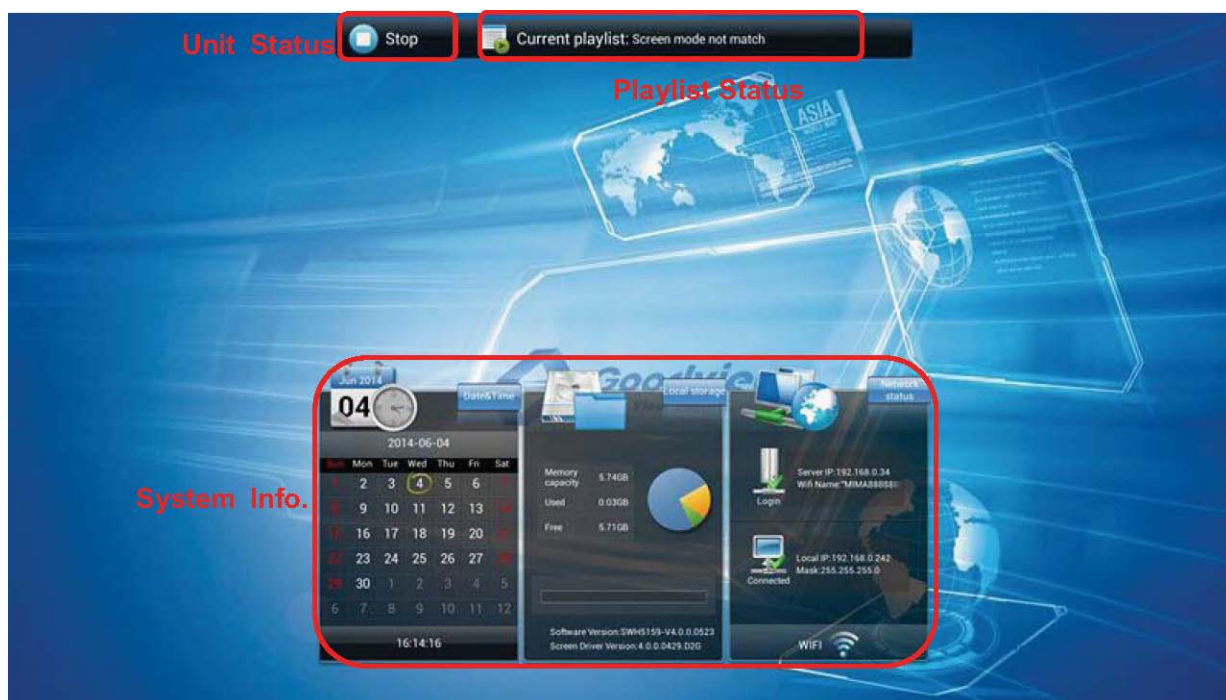 Unit Status
Stop
Current playlist: Screen mode not match
Playlist Status
ASIA
Goodvie
Jun 2014
04
Date&Time
Local storage
Network
status
2014-06-04
Sun Mon Tue Wed Thu Fri Sat
1 2 3 4 5 6 7
8 9 10 11 12 13 14
15 16 17 18 19 20 21
22 23 24 25 26 27 28
29 30 1 2 3 4 5
6 7 8 9 10 11 12
16:14:16
System Info.
Memory
capacity 5.74GB
Used 0.03GB
Free 5.71GB
Software Version:SWH5159-V4.0.0.0523
Screen Driver Version:4.0.0.0429.D2G
Server IP:192.168.0.34
Login
Local IP:192.168.0.242
Mask:255.255.255.0
Connected
WIFI